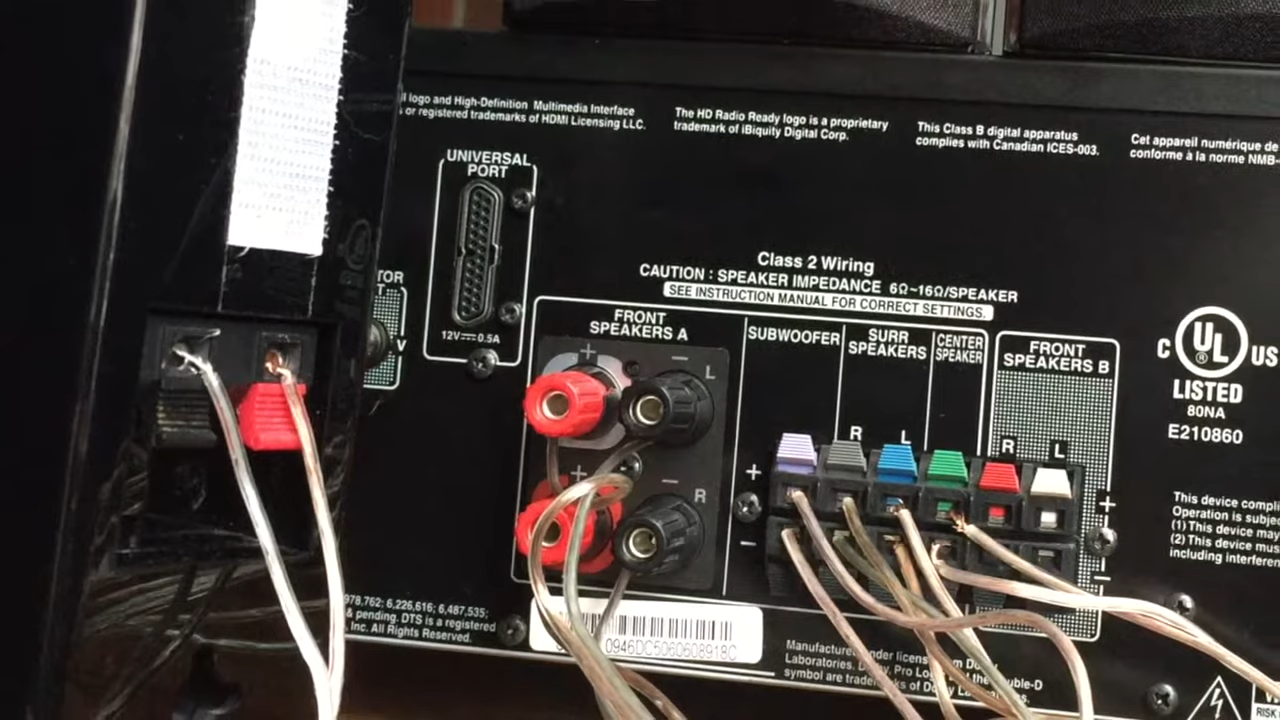 logo and High-Definition Multimedia Interface
or registered trademarks of HDMI Licensing LLC.
The HD Radio Ready logo is a proprietary
trademark of iBiquity Digital Corp.
This Class B digital apparatus
complies with Canadian ICES-003.
Cet appareil numérique de
conforme à la norme NMB-
UNIVERSAL
PORT
12V⎓0.5A
TOR
T
V
Class 2 Wiring
CAUTION : SPEAKER IMPEDANCE 6Ω~16Ω/SPEAKER
SEE INSTRUCTION MANUAL FOR CORRECT SETTINGS.
FRONT
SPEAKERS A
+ − L
+ − R
SUBWOOFER
SURR
SPEAKERS
CENTER
SPEAKER
FRONT
SPEAKERS B
R L
R L
+ +
− −
C UL ® US
LISTED
80NA
E210860
This device compli
Operation is subje
(1) This device may
(2) This device mus
including interferen
978,762; 6,226,616; 6,487,535;
& pending. DTS is a registered
Inc. All Rights Reserved.
0946DC5060608918C
Manufactured under license from Dolby
Laboratories. Dolby, Pro Logic and the double-D
symbol are trademarks of Dolby Laboratories.
RISK